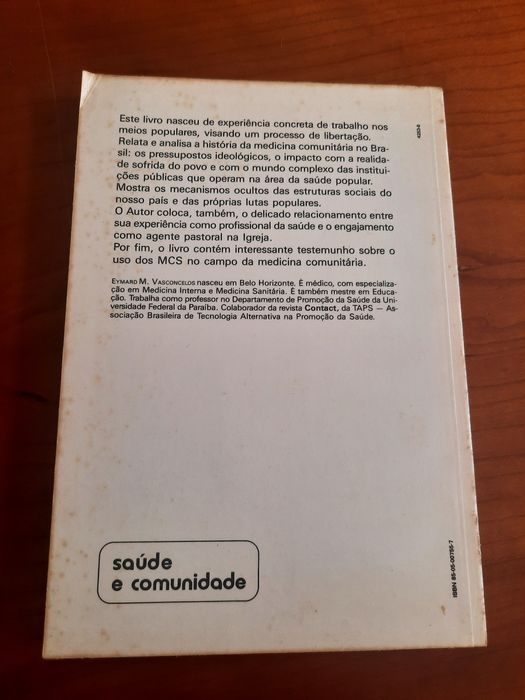 Este livro nasceu de experiência concreta de trabalho nos
meios populares, visando um processo de libertação.
Relata e analisa a história da medicina comunitária no Bra-
sil: os pressupostos ideológicos, o impacto com a realida-
de sofrida do povo e com o mundo complexo das institui-
ções públicas que operam na área da saúde popular.
Mostra os mecanismos ocultos das estruturas sociais do
nosso país e das próprias lutas populares.
O Autor coloca, também, o delicado relacionamento entre
sua experiência como profissional da saúde e o engajamento
como agente pastoral na Igreja.
Por fim, o livro contém interessante testemunho sobre o
uso dos MCS no campo da medicina comunitária.
EYMARD M. VASCONCELOS nasceu em Belo Horizonte. É médico, com especializa-
ção em Medicina Interna e Medicina Sanitária. É também mestre em Educa-
ção. Trabalha como professor no Departamento de Promoção da Saúde da Uni-
versidade Federal da Paraíba. Colaborador da revista Contact, da TAPS — As-
sociação Brasileira de Tecnologia Alternativa na Promoção da Saúde.
saúde
e comunidade
ISBN 85-05-00755-7